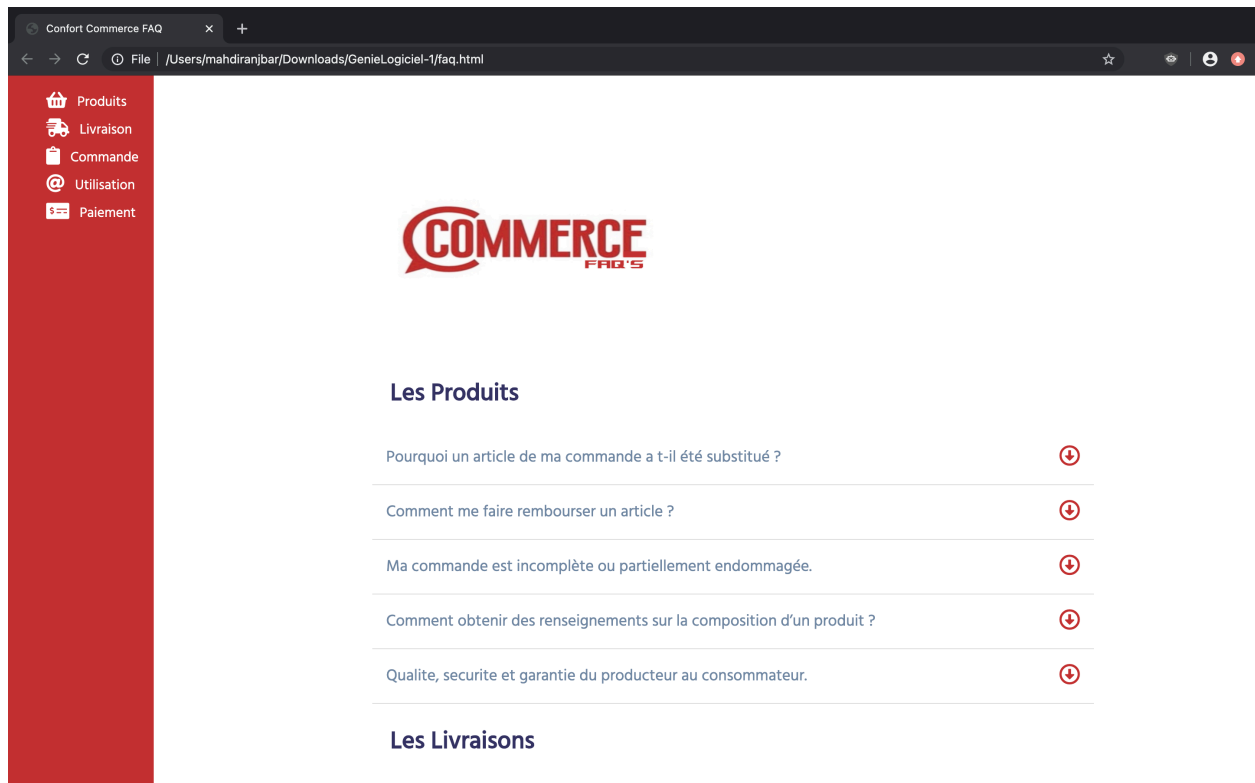 Confort Commerce FAQ
File | /Users/mahdiranjbar/Downloads/GenieLogiciel-1/faq.html
Produits
Livraison
Commande
Utilisation
Paiement
COMMERCE
FAQ'S
Les Produits
Pourquoi un article de ma commande a t-il été substitué ?
Comment me faire rembourser un article ?
Ma commande est incomplète ou partiellement endommagée.
Comment obtenir des renseignements sur la composition d’un produit ?
Qualite, securite et garantie du producteur au consommateur.
Les Livraisons